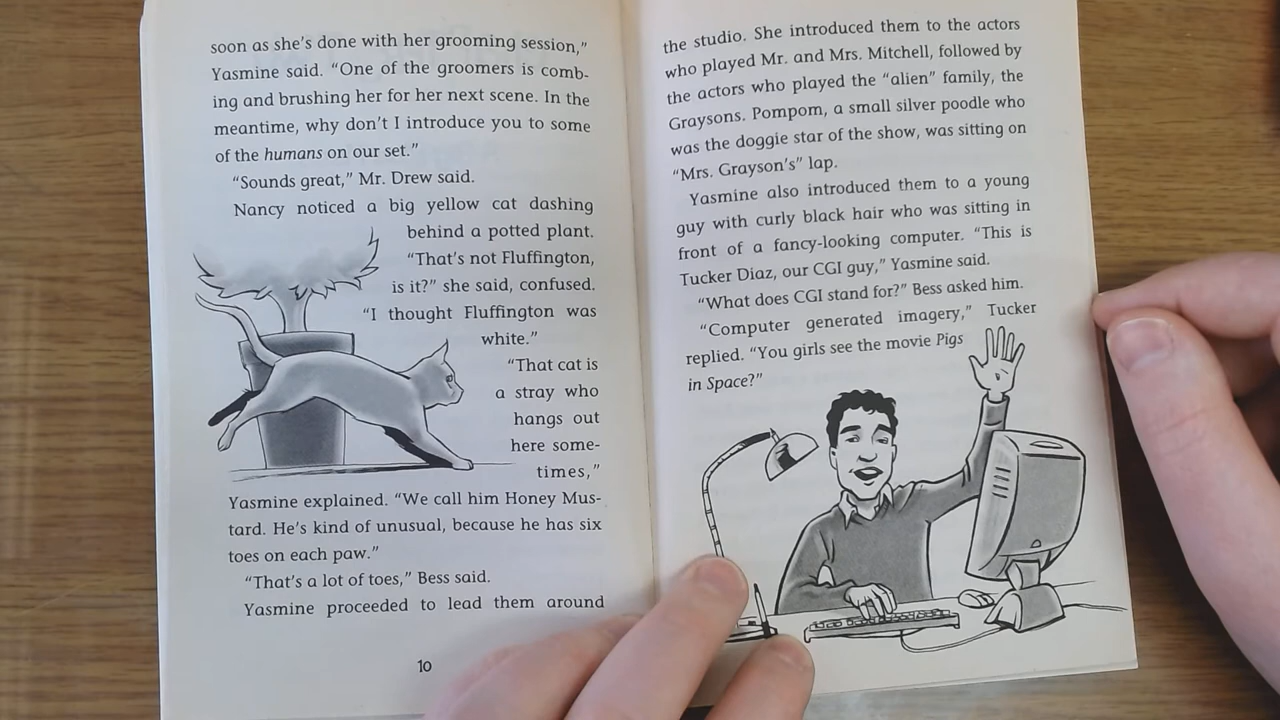 soon as she's done with her grooming session,"
Yasmine said. "One of the groomers is comb-
ing and brushing her for her next scene. In the
meantime, why don't I introduce you to some
of the humans on our set."
"Sounds great," Mr. Drew said.
Nancy noticed a big yellow cat dashing
behind a potted plant.
"That's not Fluffington,
is it?" she said, confused.
"I thought Fluffington was
white."
"That cat is
a stray who
hangs out
here some-
times,"
Yasmine explained. "We call him Honey Mus-
tard. He's kind of unusual, because he has six
toes on each paw."
"That's a lot of toes," Bess said.
Yasmine proceeded to lead them around
10
the studio. She introduced them to the actors
who played Mr. and Mrs. Mitchell, followed by
the actors who played the "alien" family, the
Graysons. Pompom, a small silver poodle who
was the doggie star of the show, was sitting on
"Mrs. Grayson's" lap.
Yasmine also introduced them to a young
guy with curly black hair who was sitting in
front of a fancy-looking computer. "This is
Tucker Diaz, our CGI guy," Yasmine said.
"What does CGI stand for?" Bess asked him.
"Computer generated imagery," Tucker
replied. "You girls see the movie Pigs
in Space?"